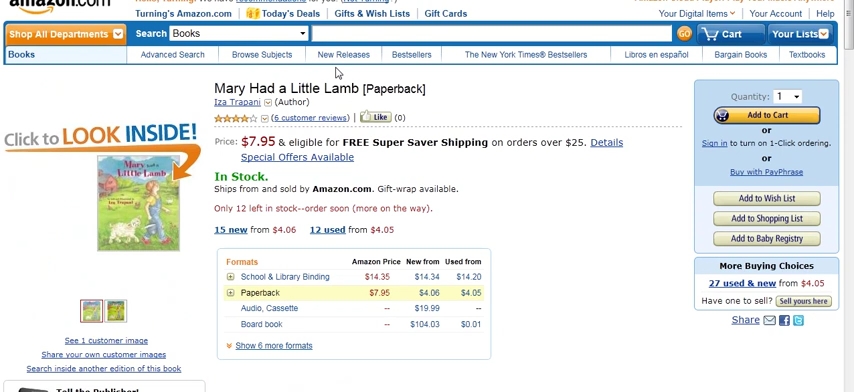 amazon.com
Turning's Amazon.com | Today's Deals | Gifts & Wish Lists | Gift Cards
Your Digital Items | Your Account | Help
Shop All Departments Search Books GO Cart Your Lists
Books Advanced Search Browse Subjects New Releases Bestsellers The New York Times® Bestsellers Libros en español Bargain Books Textbooks
Mary Had a Little Lamb [Paperback]
Iza Trapani (Author)
(6 customer reviews) | Like (0)
Price: $7.95 & eligible for FREE Super Saver Shipping on orders over $25. Details
Special Offers Available
In Stock.
Ships from and sold by Amazon.com. Gift-wrap available.
Only 12 left in stock--order soon (more on the way).
15 new from $4.06 12 used from $4.05
Formats Amazon Price New from Used from
School & Library Binding $14.35 $14.34 $14.20
Paperback $7.95 $4.06 $4.05
Audio, Cassette -- $19.99 --
Board book -- $104.03 $0.01
Show 6 more formats
Click to LOOK INSIDE!
Mary had a
Little Lamb
See 1 customer image
Share your own customer images
Search inside another edition of this book
Tell the Publisher!
Quantity: 1
Add to Cart
or
Sign in to turn on 1-Click ordering.
or
Buy with PayPhrase
Add to Wish List
Add to Shopping List
Add to Baby Registry
More Buying Choices
27 used & new from $4.05
Have one to sell? Sell yours here
Share